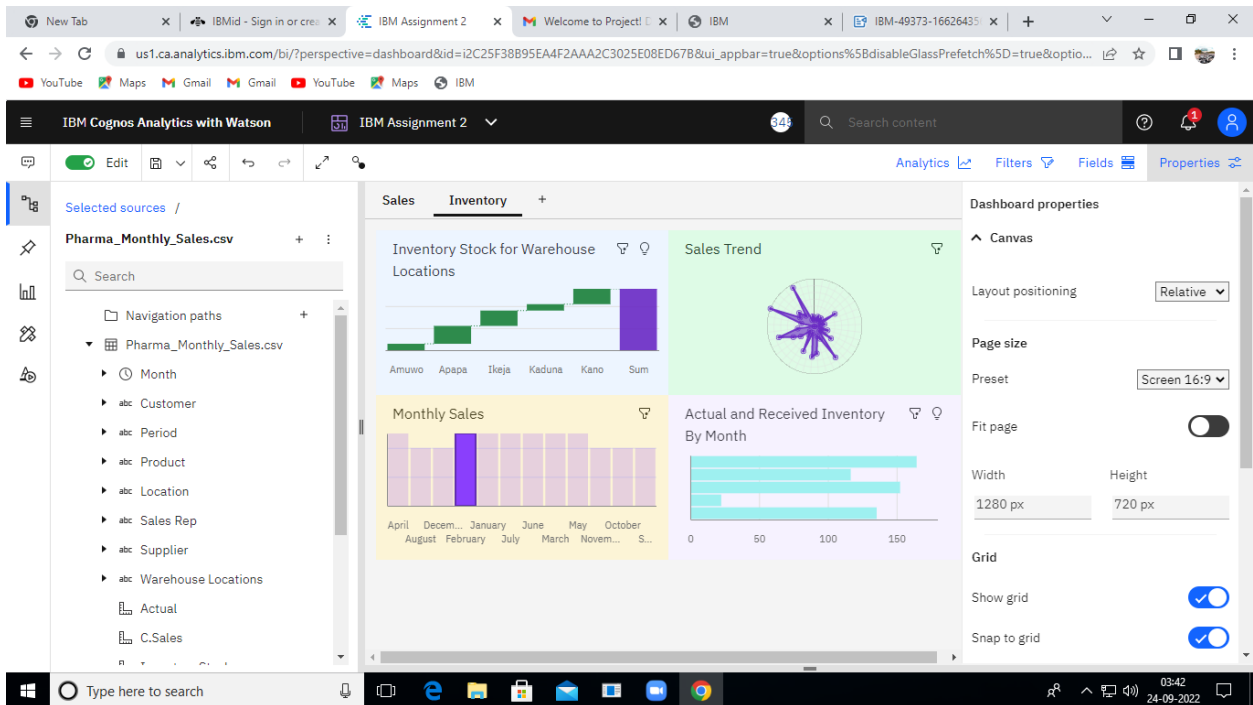 New Tab
IBMid - Sign in or crea
IBM Assignment 2
Welcome to Project!
IBM
IBM-49373-16626435
us1.ca.analytics.ibm.com/bi/?perspective=dashboard&id=i2C25F38B95EA4F2AAA2C3025E08ED67B&ui_appbar=true&options%5BdisableGlassPrefetch%5D=true&optio...
YouTube Maps Gmail Gmail YouTube Maps IBM
IBM Cognos Analytics with Watson
IBM Assignment 2
Search content
1
Edit
Analytics
Filters
Fields
Properties
Selected sources /
Pharma_Monthly_Sales.csv
Search
Navigation paths
Pharma_Monthly_Sales.csv
Month
abc Customer
abc Period
abc Product
abc Location
abc Sales Rep
abc Supplier
abc Warehouse Locations
Actual
C.Sales
Sales Inventory +
Inventory Stock for Warehouse
Locations
Amuwo Apapa Ikeja Kaduna Kano Sum
Sales Trend
Monthly Sales
April Decem... January June May October
August February July March Novem... S...
Actual and Received Inventory
By Month
0 50 100 150
Dashboard properties
Canvas
Layout positioning Relative
Page size
Preset Screen 16:9
Fit page
Width Height
1280 px 720 px
Grid
Show grid
Snap to grid
Type here to search
03:42
24-09-2022